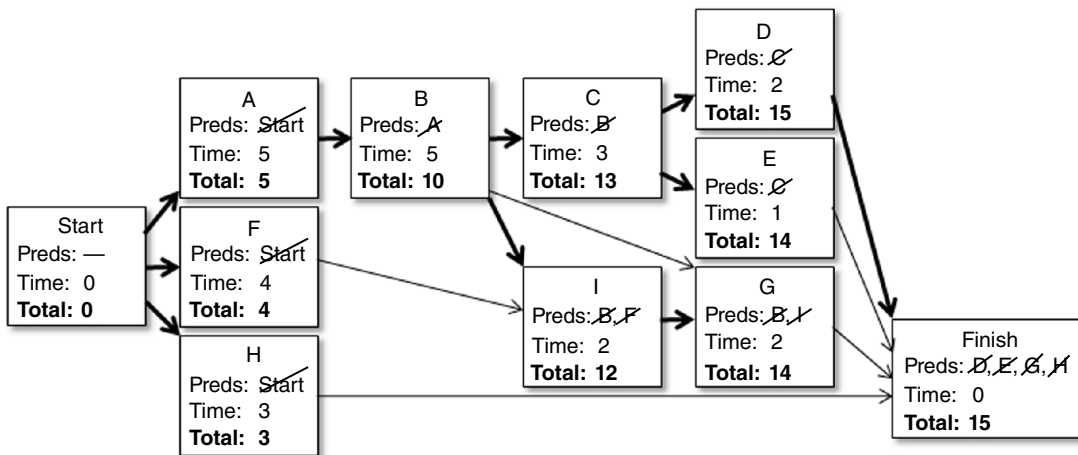 Start
Preds: —
Time: 0
Total: 0
A
Preds: Start
Time: 5
Total: 5
F
Preds: Start
Time: 4
Total: 4
H
Preds: Start
Time: 3
Total: 3
B
Preds: A
Time: 5
Total: 10
C
Preds: B
Time: 3
Total: 13
I
Preds: B, F
Time: 2
Total: 12
D
Preds: C
Time: 2
Total: 15
E
Preds: C
Time: 1
Total: 14
G
Preds: B, I
Time: 2
Total: 14
Finish
Preds: D, E, G, H
Time: 0
Total: 15